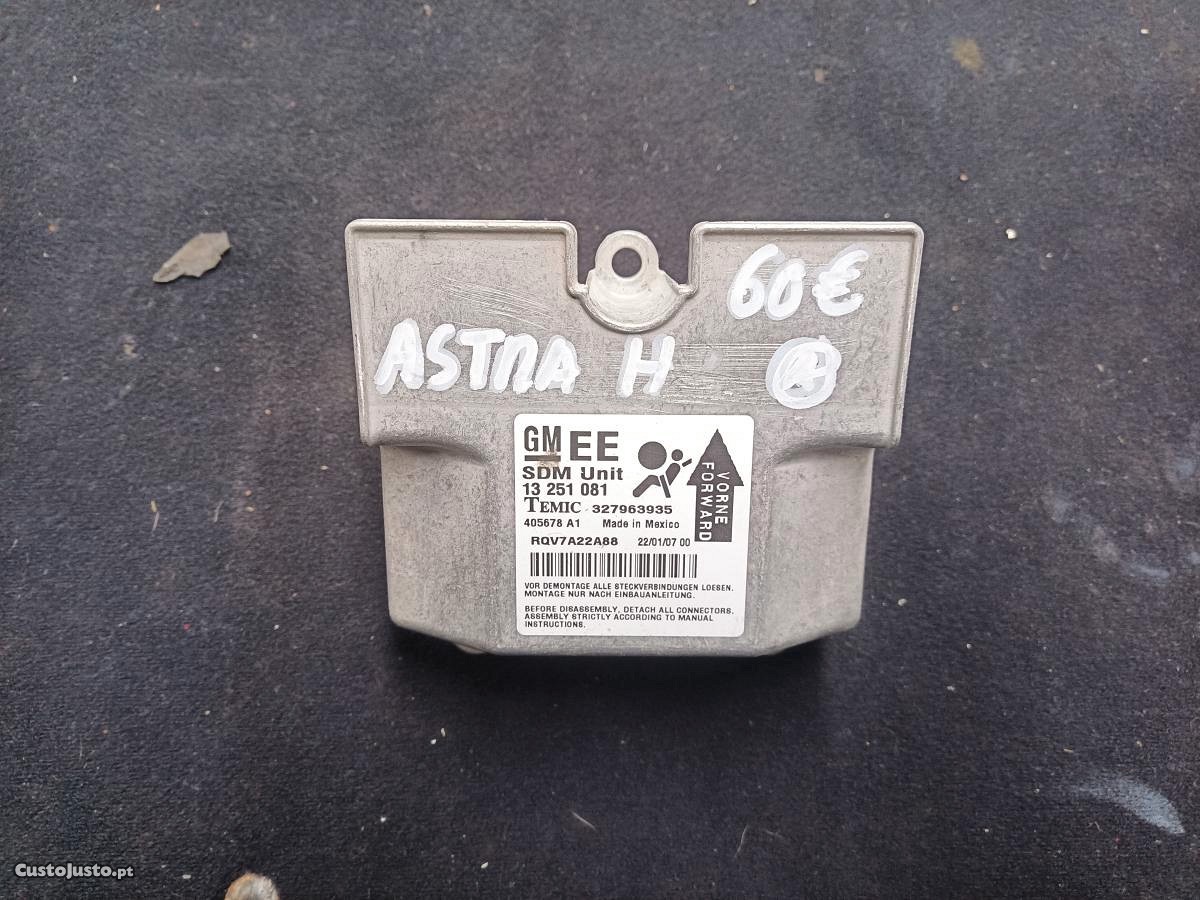 60€
ASTRA H A
GM EE
SDM Unit
13 251 081
TEMIC 327963935
405678 A1 Made in Mexico
RQV7A22A88 22/01/07 00
VORNE
FORWARD
VOR DEMONTAGE ALLE STECKVERBINDUNGEN LOESEN.
MONTAGE NUR NACH EINBAUANLEITUNG.
BEFORE DISASSEMBLY, DETACH ALL CONNECTORS.
ASSEMBLY STRICTLY ACCORDING TO MANUAL
INSTRUCTIONS.
CustoJusto.pt